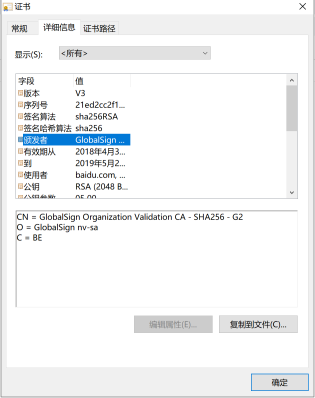 证书
常规 详细信息 证书路径
显示(S): <所有>
字段 值
版本 V3
序列号 21ed2cc2f1...
签名算法 sha256RSA
签名哈希算法 sha256
颁发者 GlobalSign ...
有效期从 2018年4月3...
到 2019年5月2...
使用者 baidu.com, ...
公钥 RSA (2048 B...
公钥参数 05 00
CN = GlobalSign Organization Validation CA - SHA256 - G2
O = GlobalSign nv-sa
C = BE
编辑属性(E)... 复制到文件(C)...
确定